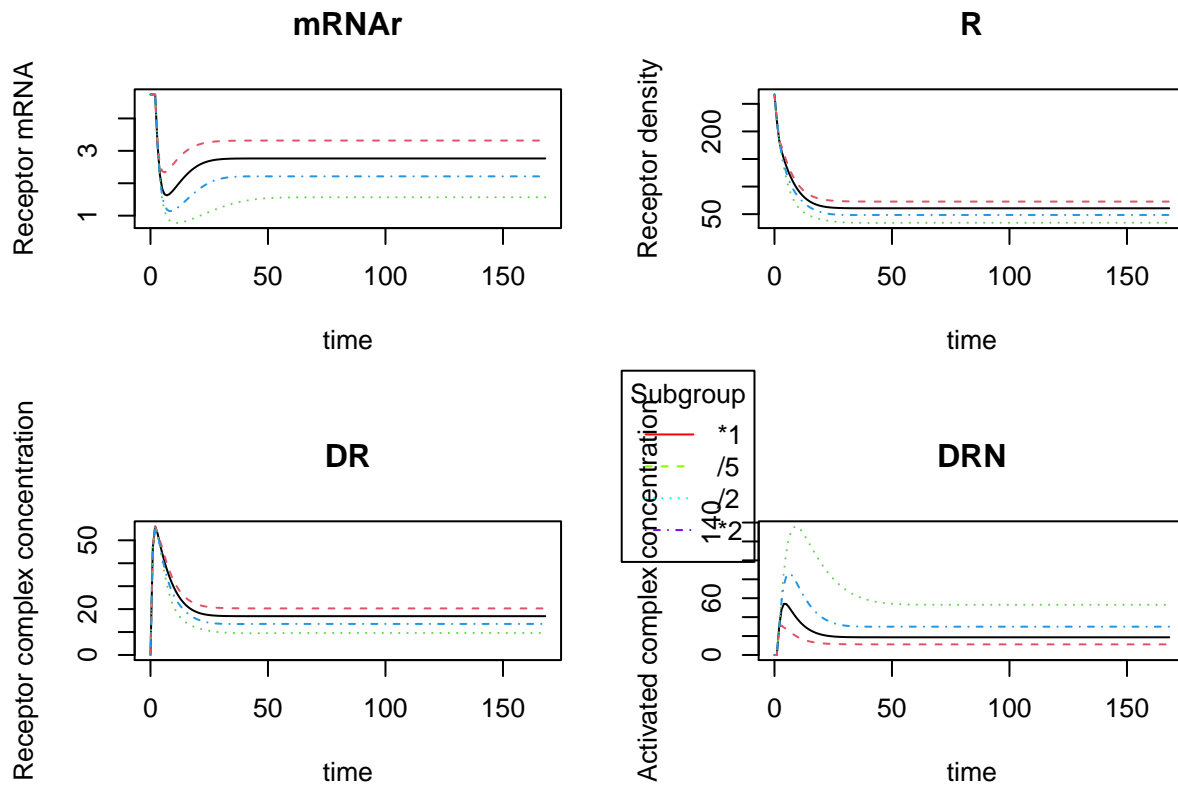 mRNAr
Receptor mRNA
3
1
0 50 100 150
time
R
Receptor density
200
50
0 50 100 150
time
DR
Receptor complex concentration
50
20
0
0 50 100 150
time
Subgroup
*1
/5
/2
*2
DRN
Activated complex concentration
140
60
0
0 50 100 150
time